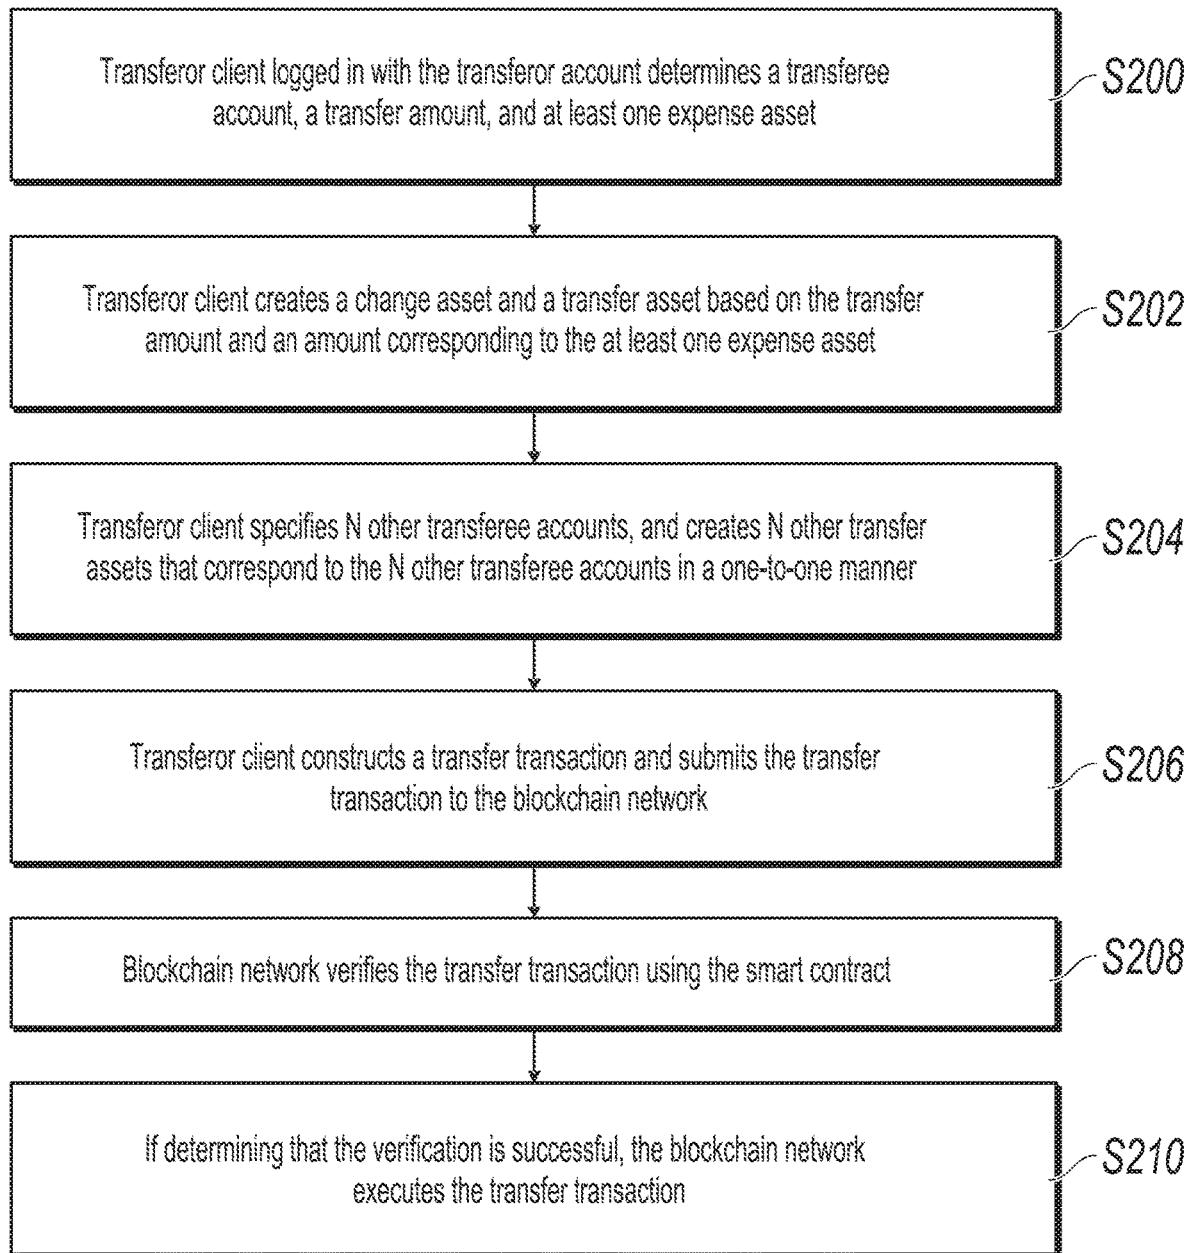 Transferor client logged in with the transferor account determines a transferee
account, a transfer amount, and at least one expense asset
S200
Transferor client creates a change asset and a transfer asset based on the transfer
amount and an amount corresponding to the at least one expense asset
S202
Transferor client specifies N other transferee accounts, and creates N other transfer
assets that correspond to the N other transferee accounts in a one-to-one manner
S204
Transferor client constructs a transfer transaction and submits the transfer
transaction to the blockchain network
S206
Blockchain network verifies the transfer transaction using the smart contract
S208
If determining that the verification is successful, the blockchain network
executes the transfer transaction
S210